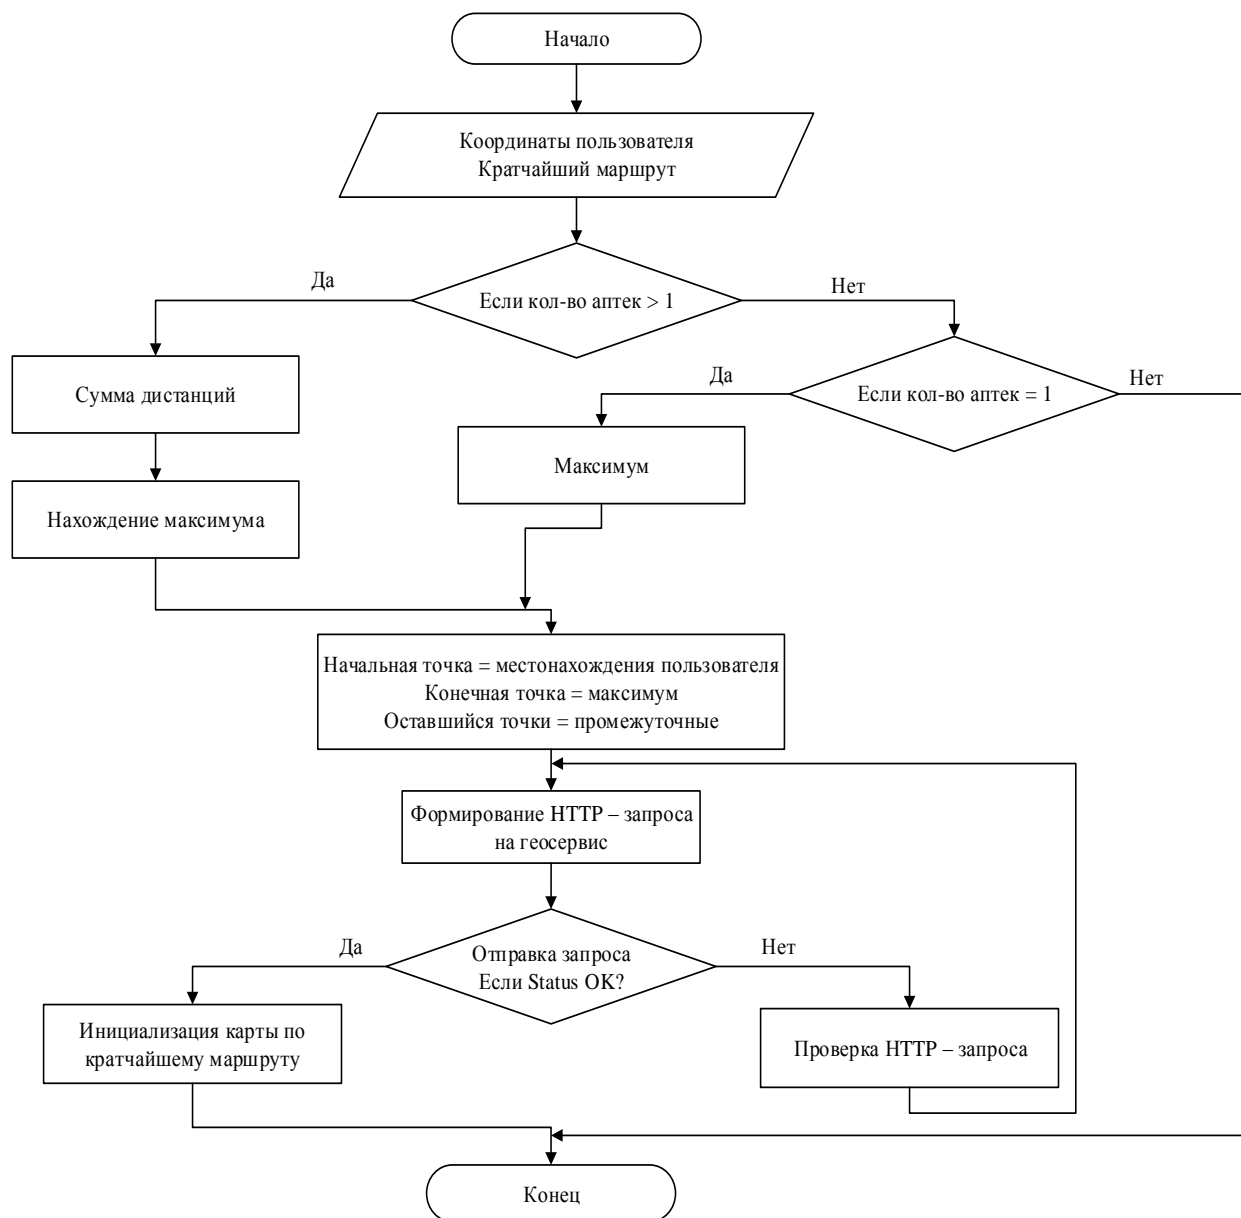 Начало
Координаты пользователя
Кратчайший маршрут
Да
Если кол-во аптек > 1
Нет
Сумма дистанций
Да
Если кол-во аптек = 1
Нет
Максимум
Нахождение максимума
Начальная точка = местонахождения пользователя
Конечная точка = максимум
Оставшийся точки = промежуточные
Формирование HTTP – запроса
на геосервис
Да
Отправка запроса
Если Status OK?
Нет
Инициализация карты по
кратчайшему маршруту
Проверка HTTP – запроса
Конец